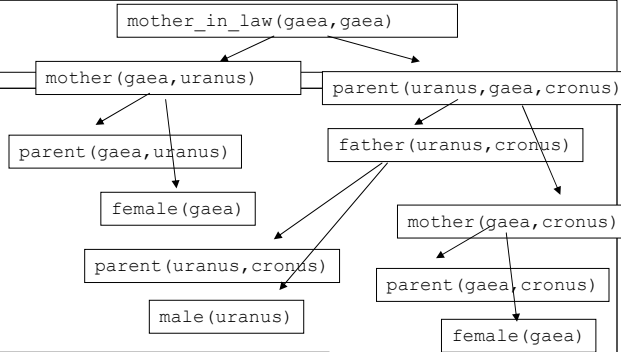 mother_in_law(gaea,gaea)
mother(gaea,uranus)
parent(uranus,gaea,cronus)
parent(gaea,uranus)
father(uranus,cronus)
female(gaea)
mother(gaea,cronus)
parent(uranus,cronus)
parent(gaea,cronus)
male(uranus)
female(gaea)